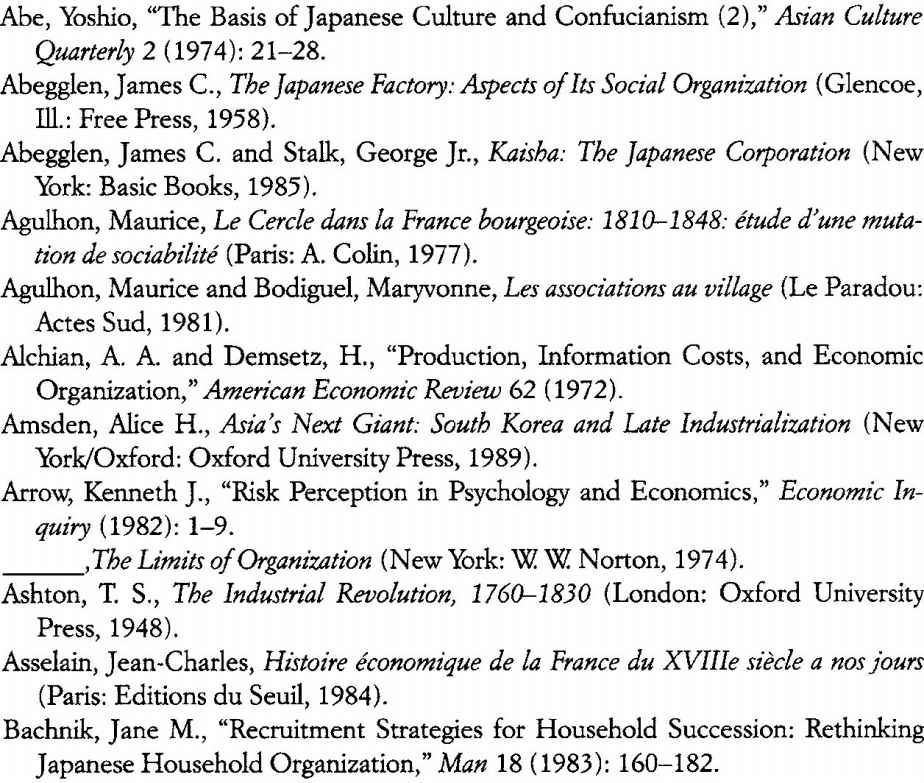 Abe, Yoshio, “The Basis of Japanese Culture and Confucianism (2),” Asian Culture
Quarterly 2 (1974): 21–28.
Abegglen, James C., The Japanese Factory: Aspects of Its Social Organization (Glencoe,
Ill.: Free Press, 1958).
Abegglen, James C. and Stalk, George Jr., Kaisha: The Japanese Corporation (New
York: Basic Books, 1985).
Agulhon, Maurice, Le Cercle dans la France bourgeoise: 1810–1848: étude d’une muta-
tion de sociabilité (Paris: A. Colin, 1977).
Agulhon, Maurice and Bodiguel, Maryvonne, Les associations au village (Le Paradou:
Actes Sud, 1981).
Alchian, A. A. and Demsetz, H., “Production, Information Costs, and Economic
Organization,” American Economic Review 62 (1972).
Amsden, Alice H., Asia’s Next Giant: South Korea and Late Industrialization (New
York/Oxford: Oxford University Press, 1989).
Arrow, Kenneth J., “Risk Perception in Psychology and Economics,” Economic In-
quiry (1982): 1–9.
______,The Limits of Organization (New York: W. W. Norton, 1974).
Ashton, T. S., The Industrial Revolution, 1760–1830 (London: Oxford University
Press, 1948).
Asselain, Jean-Charles, Histoire économique de la France du XVIIIe siècle a nos jours
(Paris: Editions du Seuil, 1984).
Bachnik, Jane M., “Recruitment Strategies for Household Succession: Rethinking
Japanese Household Organization,” Man 18 (1983): 160–182.